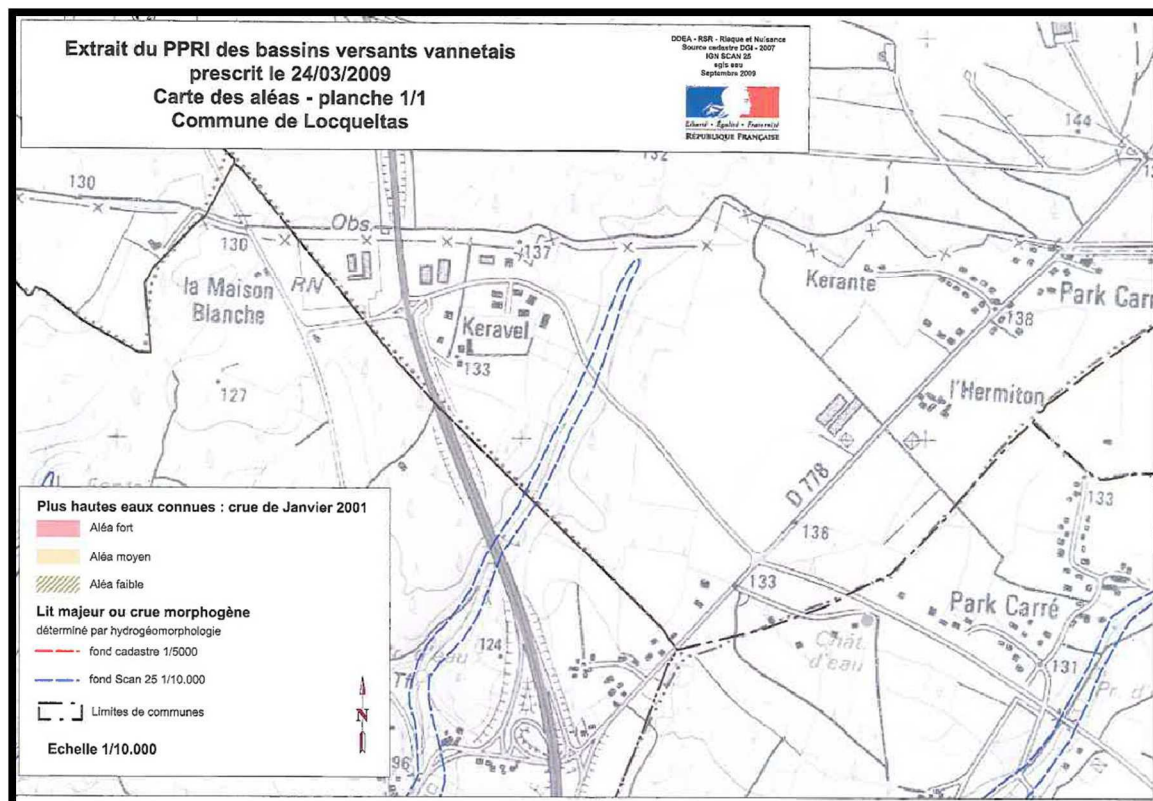 Extrait du PPRI des bassins versants vannetais
prescrit le 24/03/2009
Carte des aléas - planche 1/1
Commune de Locqueltas
DDEA - RSR - Risque et Nuisance
Source cadastre DGI - 2007
IGN SCAN 25
egis eau
Septembre 2009
Liberté • Égalité • Fraternité
RÉPUBLIQUE FRANÇAISE
144
132
130
130
Obs.
137
la Maison
Blanche
RN
Kerante
Park Carré
Keravel
138
133
127
l'Hermiton
D 778
133
136
133
Park Carré
Chât.
d'eau
124
131
Pr. d'
96
Plus hautes eaux connues : crue de Janvier 2001
Aléa fort
Aléa moyen
Aléa faible
Lit majeur ou crue morphogène
déterminé par hydrogéomorphologie
fond cadastre 1/5000
fond Scan 25 1/10.000
Limites de communes
N
Echelle 1/10.000